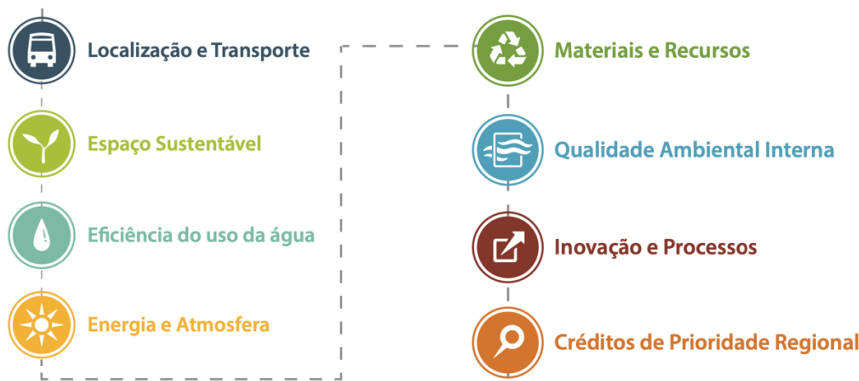 Localização e Transporte
Espaço Sustentável
Eficiência do uso da água
Energia e Atmosfera
Materiais e Recursos
Qualidade Ambiental Interna
Inovação e Processos
Créditos de Prioridade Regional